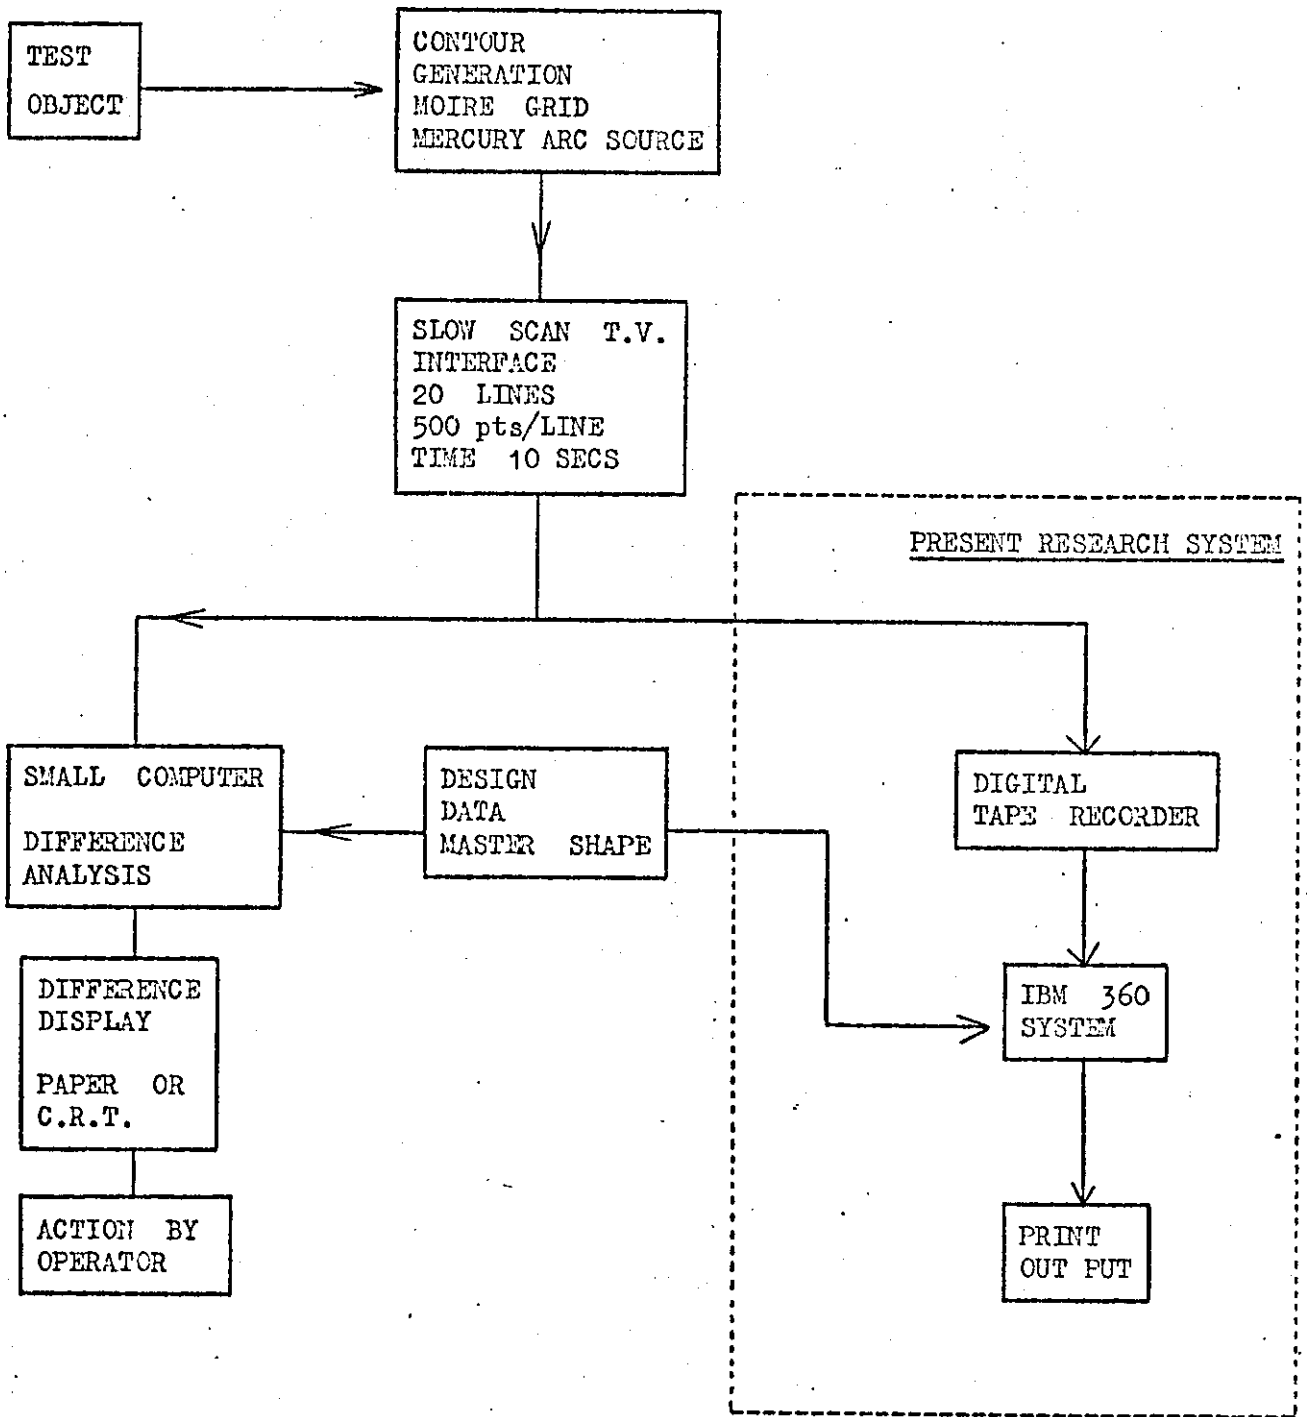 TEST
OBJECT
CONTOUR
GENERATION
MOIRE GRID
MERCURY ARC SOURCE
SLOW SCAN T.V.
INTERFACE
20 LINES
500 pts/LINE
TIME 10 SECS
PRESENT RESEARCH SYSTEM
SMALL COMPUTER
DIFFERENCE
ANALYSIS
DESIGN
DATA
MASTER SHAPE
DIGITAL
TAPE RECORDER
DIFFERENCE
DISPLAY
PAPER OR
C.R.T.
IBM 360
SYSTEM
ACTION BY
OPERATOR
PRINT
OUT PUT